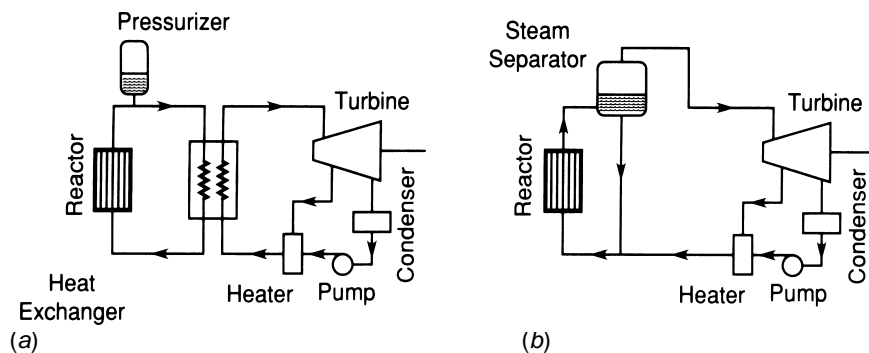 Pressurizer
Turbine
Reactor
Condenser
Heat
Exchanger
Heater
Pump
(a)
Steam
Separator
Turbine
Reactor
Condenser
Heater
Pump
(b)